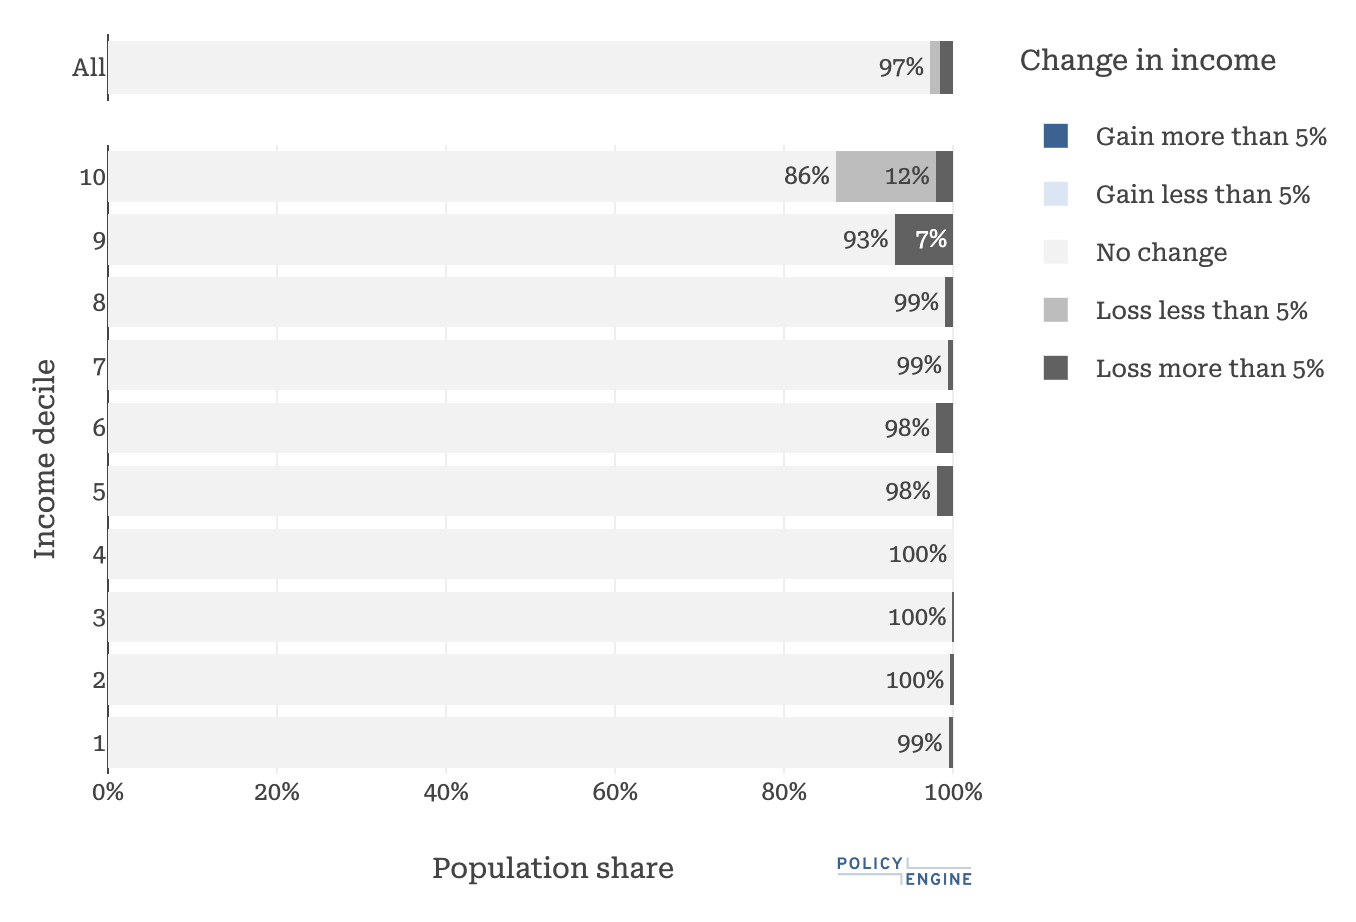 All
97%
Change in income
Gain more than 5%
Gain less than 5%
No change
Loss less than 5%
Loss more than 5%
Income decile
10
86%
12%
9
93%
7%
8
99%
7
99%
6
98%
5
98%
4
100%
3
100%
2
100%
1
99%
0%
20%
40%
60%
80%
100%
Population share
POLICY
ENGINE